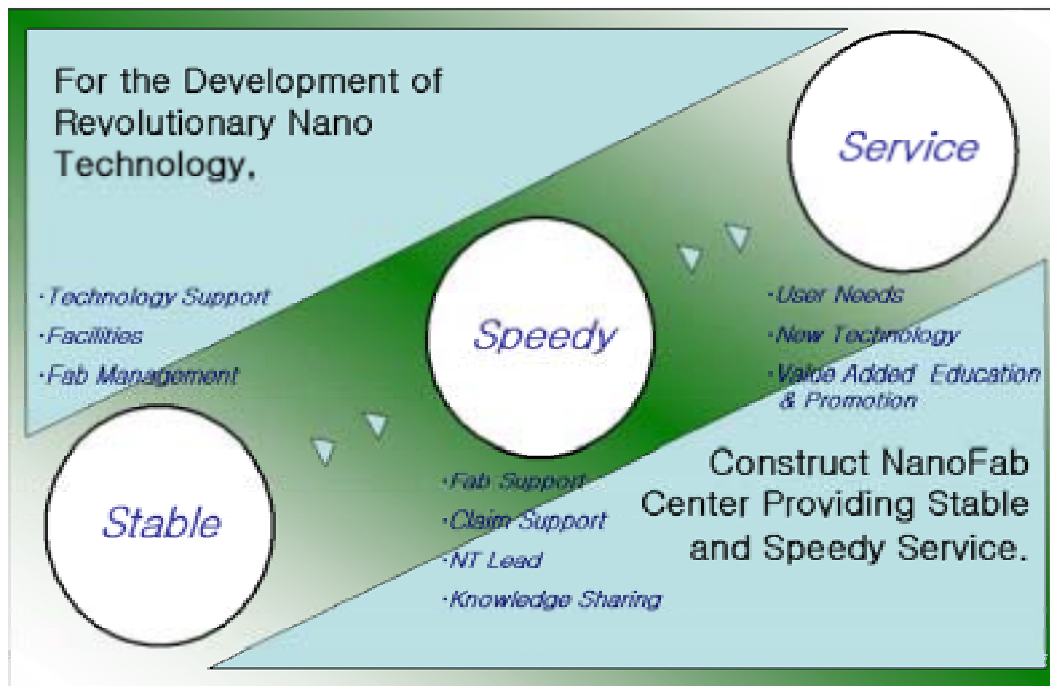 For the Development of
Revolutionary Nano
Technology,
Service
·Technology Support
·Facilities
·Fab Management
Speedy
·User Needs
·New Technology
·Value Added Education
& Promotion
Stable
·Fab Support
·Claim Support
·NT Lead
·Knowledge Sharing
Construct NanoFab
Center Providing Stable
and Speedy Service.